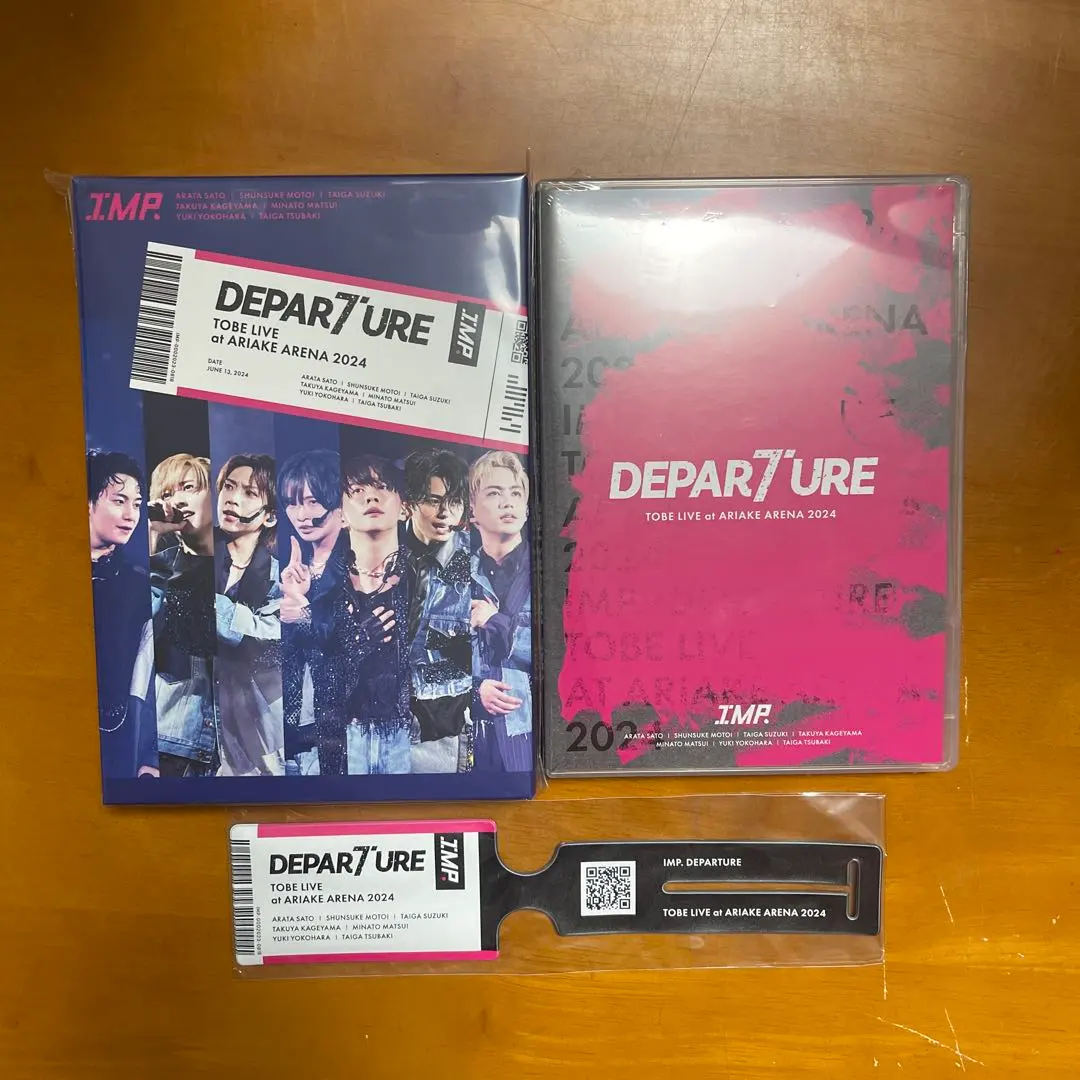 IMP.
ARATA SATO | SHUNSUKE MOTOI | TAIGA SUZUKI
TAKUYA KAGEYAMA | MINATO MATSUI
YUKI YOKOHARA | TAIGA TSUBAKI
DEPAR7URE
IMP.
TOBE LIVE
at ARIAKE ARENA 2024
DATE
JUNE 13, 2024
ARATA SATO | SHUNSUKE MOTOI | TAIGA SUZUKI
TAKUYA KAGEYAMA | MINATO MATSUI
YUKI YOKOHARA | TAIGA TSUBAKI
DEPAR7URE
TOBE LIVE at ARIAKE ARENA 2024
TOBE LIVE
2024
IMP.
ARATA SATO | SHUNSUKE MOTOI | TAIGA SUZUKI | TAKUYA KAGEYAMA
MINATO MATSUI | YUKI YOKOHARA | TAIGA TSUBAKI
DEPAR7URE
IMP.
TOBE LIVE
at ARIAKE ARENA 2024
ARATA SATO | SHUNSUKE MOTOI | TAIGA SUZUKI
TAKUYA KAGEYAMA | MINATO MATSUI
YUKI YOKOHARA | TAIGA TSUBAKI
IMP. DEPARTURE
TOBE LIVE at ARIAKE ARENA 2024